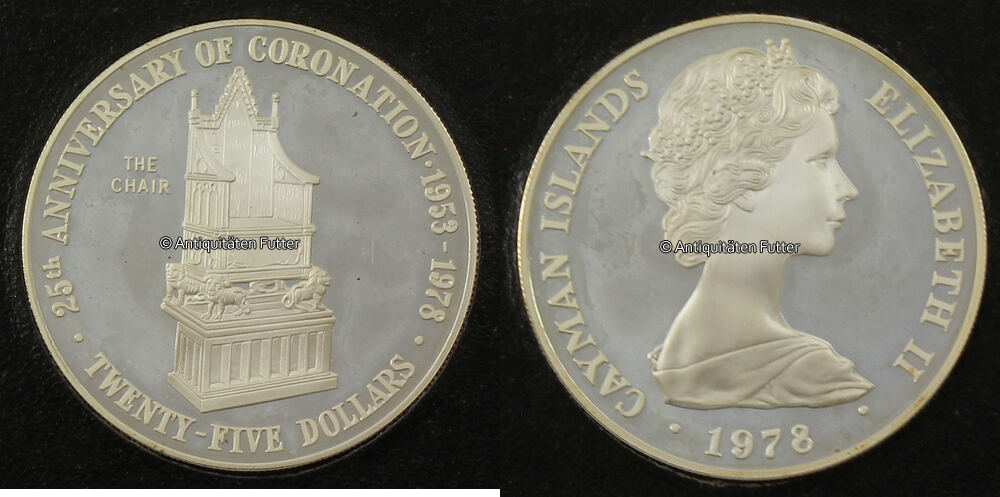 25th ANNIVERSARY OF CORONATION · 1953 - 1978 ·
THE
CHAIR
© Antiquitäten Futter
TWENTY-FIVE DOLLARS
CAYMAN ISLANDS
ELIZABETH II
© Antiquitäten Futter
· 1978 ·